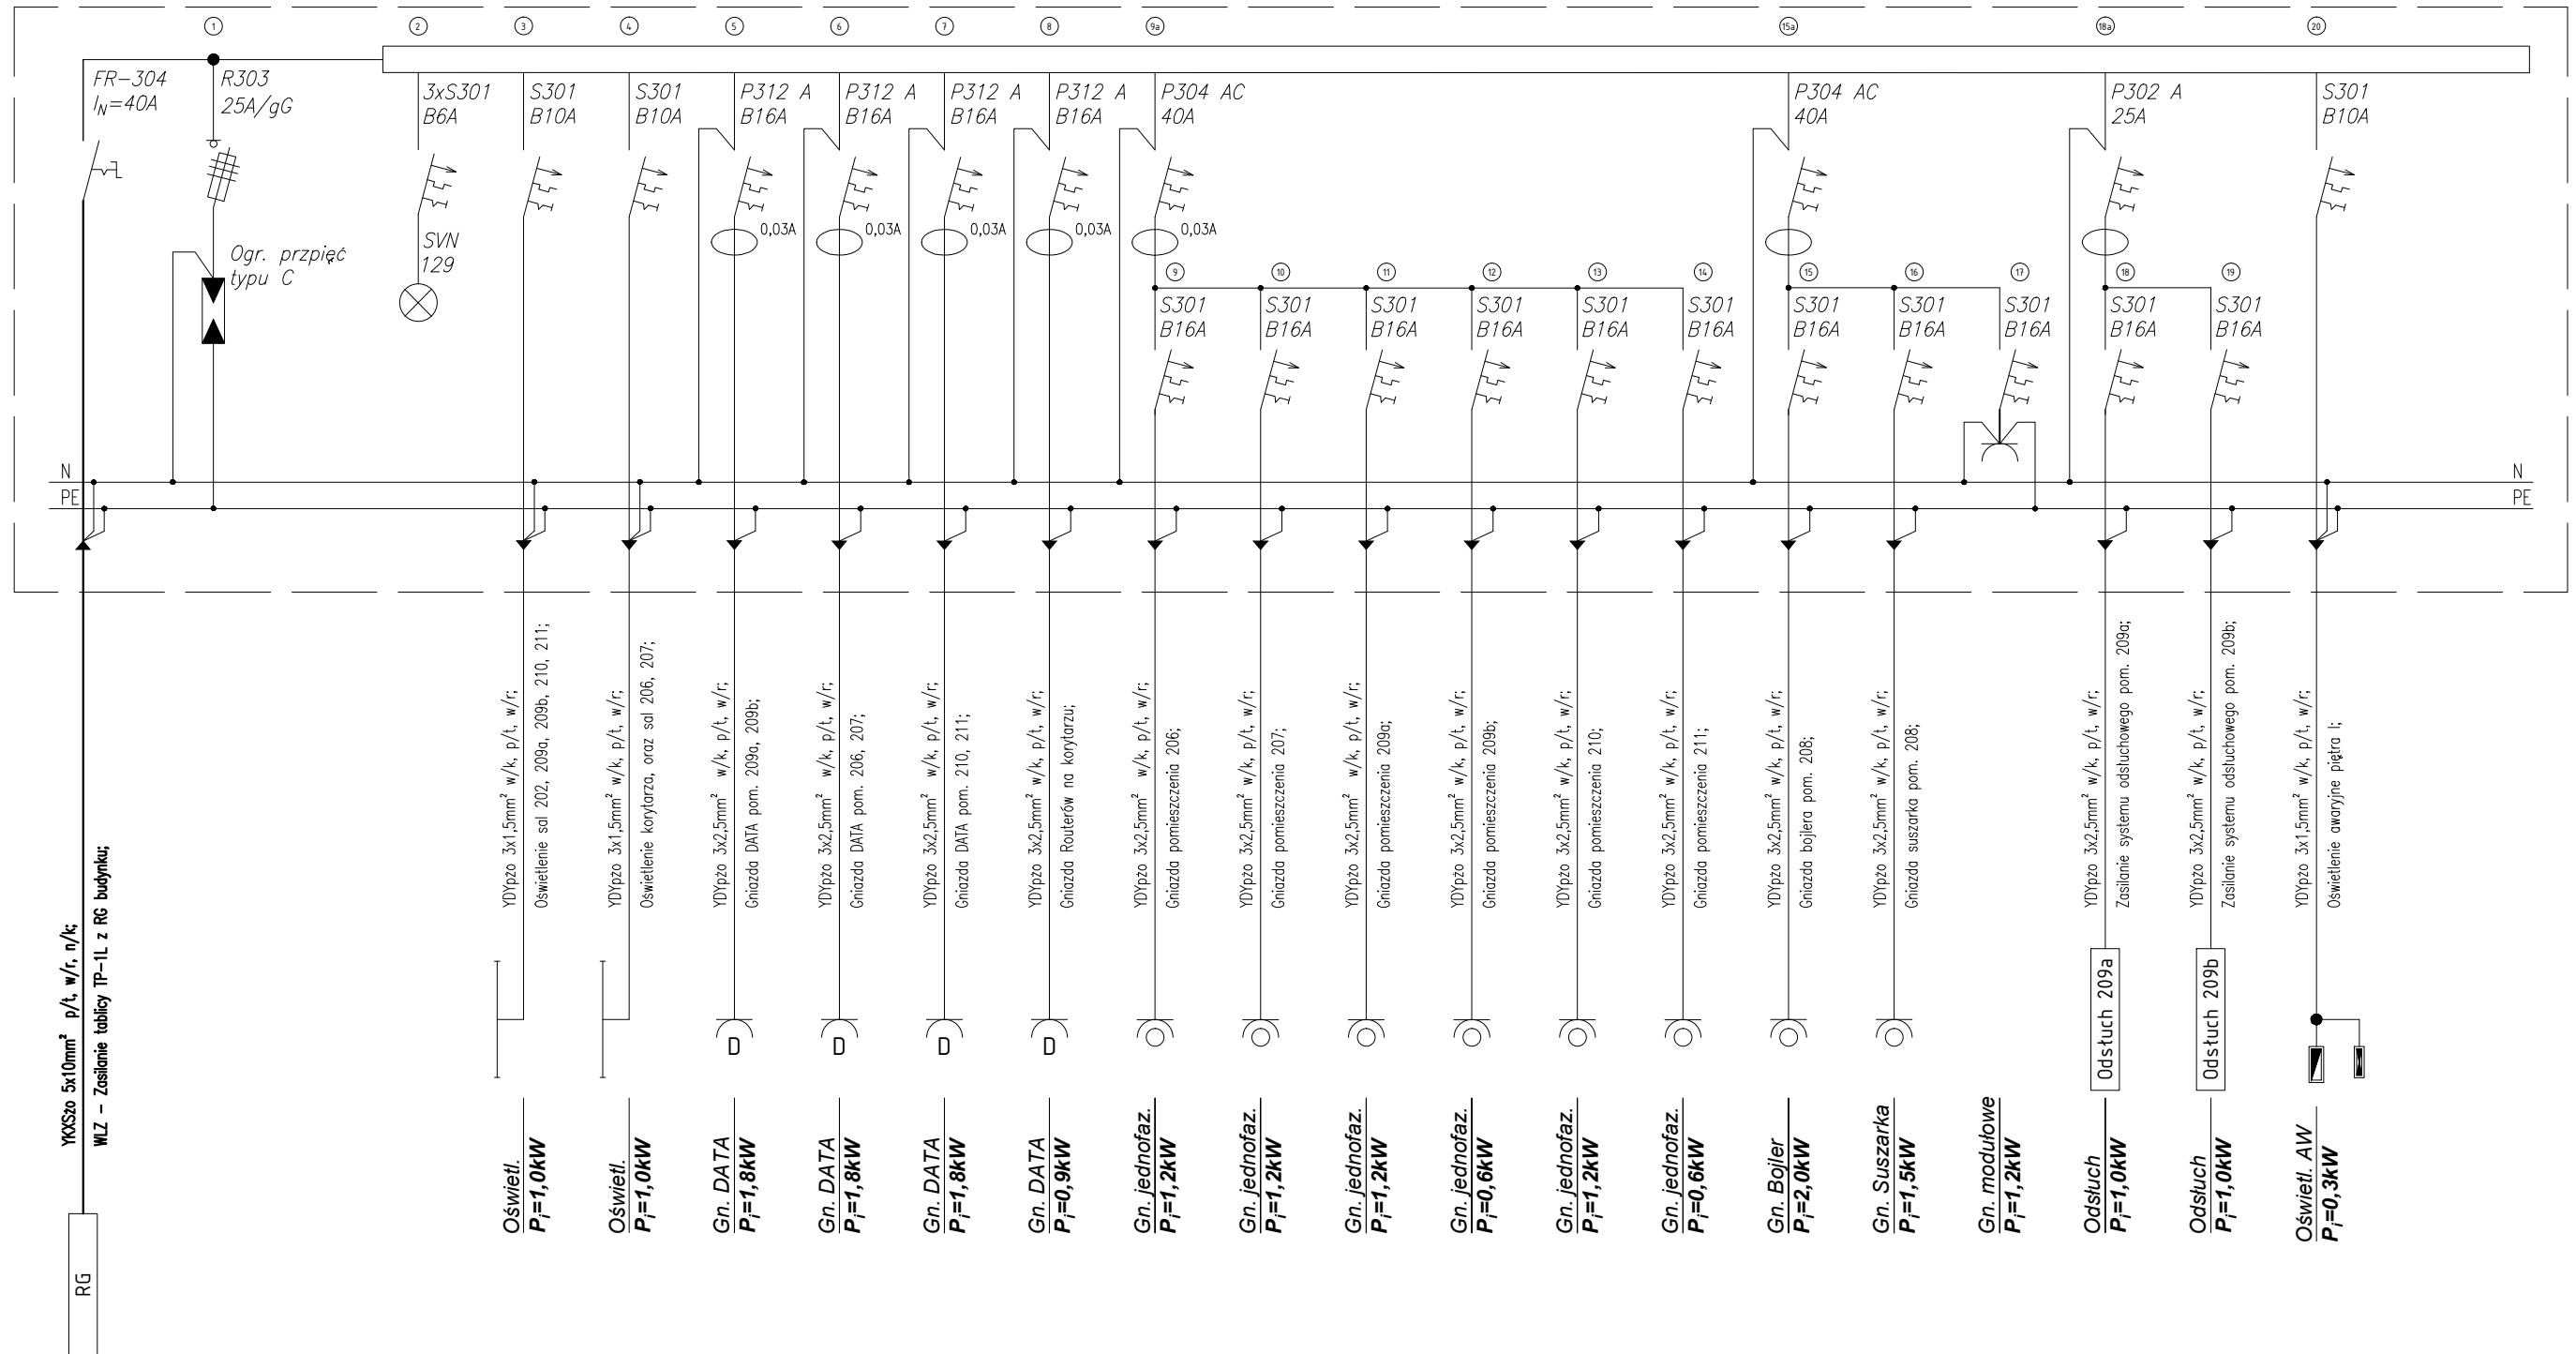 1
2
3
4
5
6
7
8
9a
15a
18a
20
FR-304
IN=40A
R303
25A/gG
3xS301
B6A
S301
B10A
S301
B10A
P312 A
B16A
P312 A
B16A
P312 A
B16A
P312 A
B16A
P304 AC
40A
P304 AC
40A
P302 A
25A
S301
B10A
Ogr. przpięć
typu C
SVN
129
0,03A
0,03A
0,03A
0,03A
0,03A
9
10
11
12
13
14
15
16
17
18
19
S301
B16A
S301
B16A
S301
B16A
S301
B16A
S301
B16A
S301
B16A
S301
B16A
S301
B16A
S301
B16A
S301
B16A
S301
B16A
N
N
PE
PE
YKXSżo 5x10mm² p/t, w/r, n/k;
WLZ – Zasilanie tablicy TP-1L z RG budynku;
YDYpżo 3x1,5mm² w/k, p/t, w/r;
Oświetlenie sal 202, 209a, 209b, 210, 211;
YDYpżo 3x1,5mm² w/k, p/t, w/r;
Oświetlenie korytarza, oraz sal 206, 207;
YDYpżo 3x2,5mm² w/k, p/t, w/r;
Gniazda DATA pom. 209a, 209b;
YDYpżo 3x2,5mm² w/k, p/t, w/r;
Gniazda DATA pom. 206, 207;
YDYpżo 3x2,5mm² w/k, p/t, w/r;
Gniazda DATA pom. 210, 211;
YDYpżo 3x2,5mm² w/k, p/t, w/r;
Gniazda Routerów na korytarzu;
YDYpżo 3x2,5mm² w/k, p/t, w/r;
Gniazda pomieszczenia 206;
YDYpżo 3x2,5mm² w/k, p/t, w/r;
Gniazda pomieszczenia 207;
YDYpżo 3x2,5mm² w/k, p/t, w/r;
Gniazda pomieszczenia 209a;
YDYpżo 3x2,5mm² w/k, p/t, w/r;
Gniazda pomieszczenia 209b;
YDYpżo 3x2,5mm² w/k, p/t, w/r;
Gniazda pomieszczenia 210;
YDYpżo 3x2,5mm² w/k, p/t, w/r;
Gniazda pomieszczenia 211;
YDYpżo 3x2,5mm² w/k, p/t, w/r;
Gniazda bojlera pom. 208;
YDYpżo 3x2,5mm² w/k, p/t, w/r;
Gniazda suszarka pom. 208;
YDYpżo 3x2,5mm² w/k, p/t, w/r;
Zasilanie systemu odsłuchowego pom. 209a;
YDYpżo 3x2,5mm² w/k, p/t, w/r;
Zasilanie systemu odsłuchowego pom. 209b;
YDYpżo 3x1,5mm² w/k, p/t, w/r;
Oświetlenie awaryjne piętra I;
D
D
D
D
Odsłuch 209a
Odsłuch 209b
Oświetl.
Pi=1,0kW
Oświetl.
Pi=1,0kW
Gn. DATA
Pi=1,8kW
Gn. DATA
Pi=1,8kW
Gn. DATA
Pi=1,8kW
Gn. DATA
Pi=0,9kW
Gn. jednofaz.
Pi=1,2kW
Gn. jednofaz.
Pi=1,2kW
Gn. jednofaz.
Pi=1,2kW
Gn. jednofaz.
Pi=0,6kW
Gn. jednofaz.
Pi=1,2kW
Gn. jednofaz.
Pi=0,6kW
Gn. Bojler
Pi=2,0kW
Gn. Suszarka
Pi=1,5kW
Gn. modułowe
Pi=1,2kW
Odsłuch
Pi=1,0kW
Odsłuch
Pi=1,0kW
Oświetl. AW
Pi=0,3kW
RG